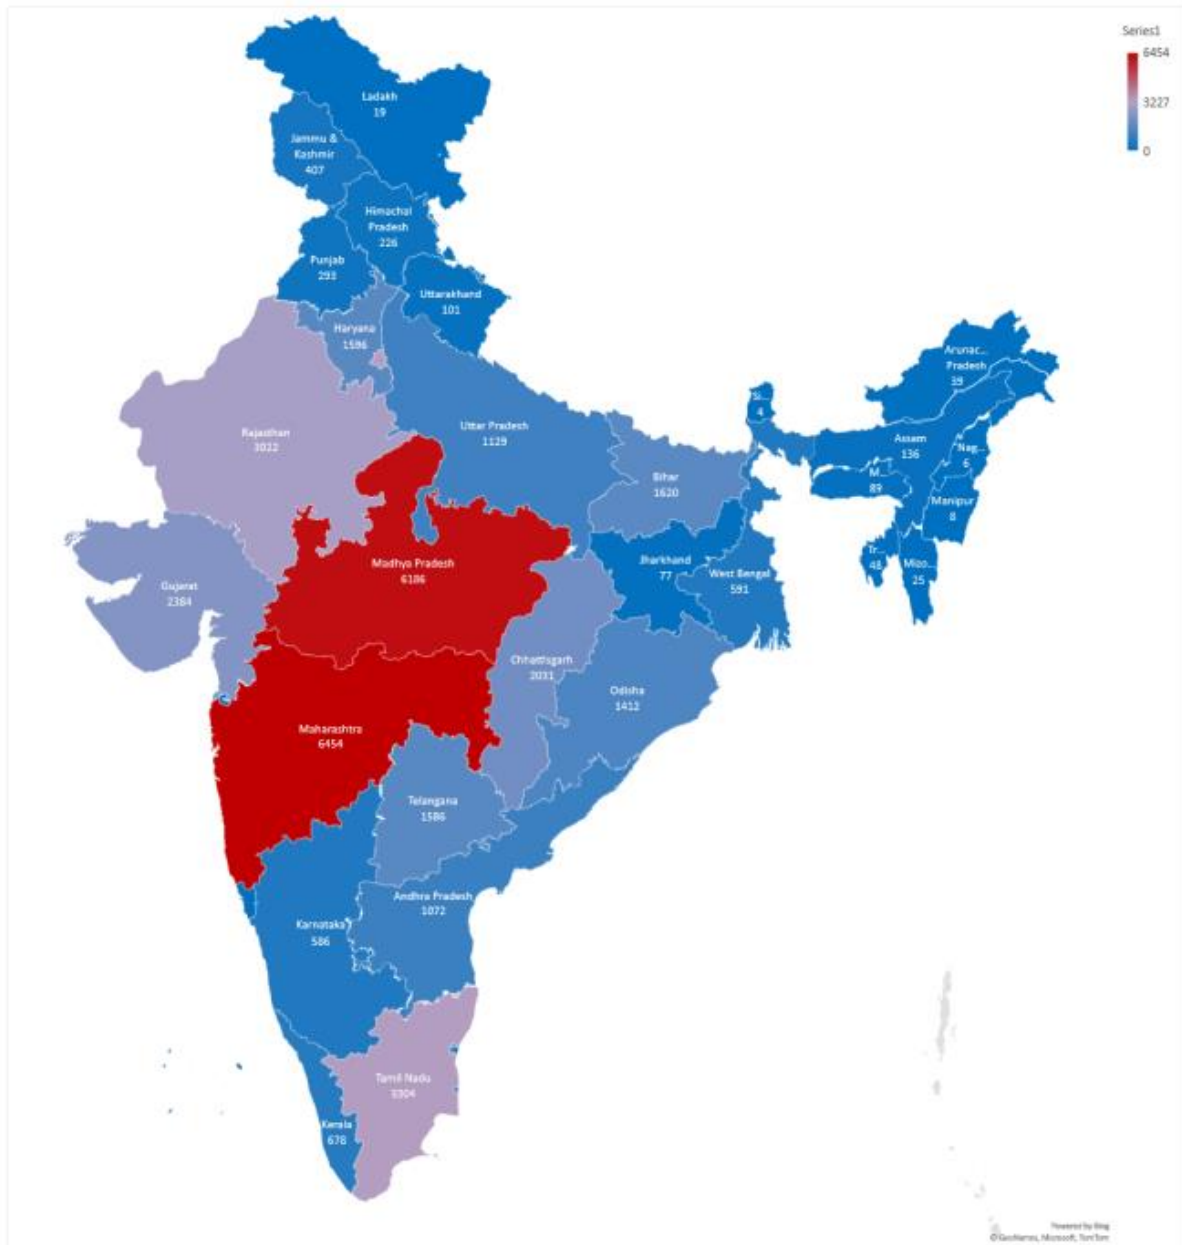 Series1
6454
3227
0
Ladakh
19
Jammu &
Kashmir
407
Himachal
Pradesh
226
Punjab
293
Uttarakhand
101
Haryana
1596
Arunac...
Pradesh
39
Si...
4
Rajasthan
3022
Uttar Pradesh
1129
Assam
136
Nag...
6
Bihar
1620
M...
89
Manipur
8
Madhya Pradesh
6186
Jharkhand
77
West Bengal
591
Tr...
48
Mizo...
25
Gujarat
2384
Chhattisgarh
2031
Odisha
1412
Maharashtra
6454
Telangana
1586
Andhra Pradesh
1072
Karnataka
586
Tamil Nadu
3304
Kerala
678
Powered by Bing
© GeoNames, Microsoft, TomTom